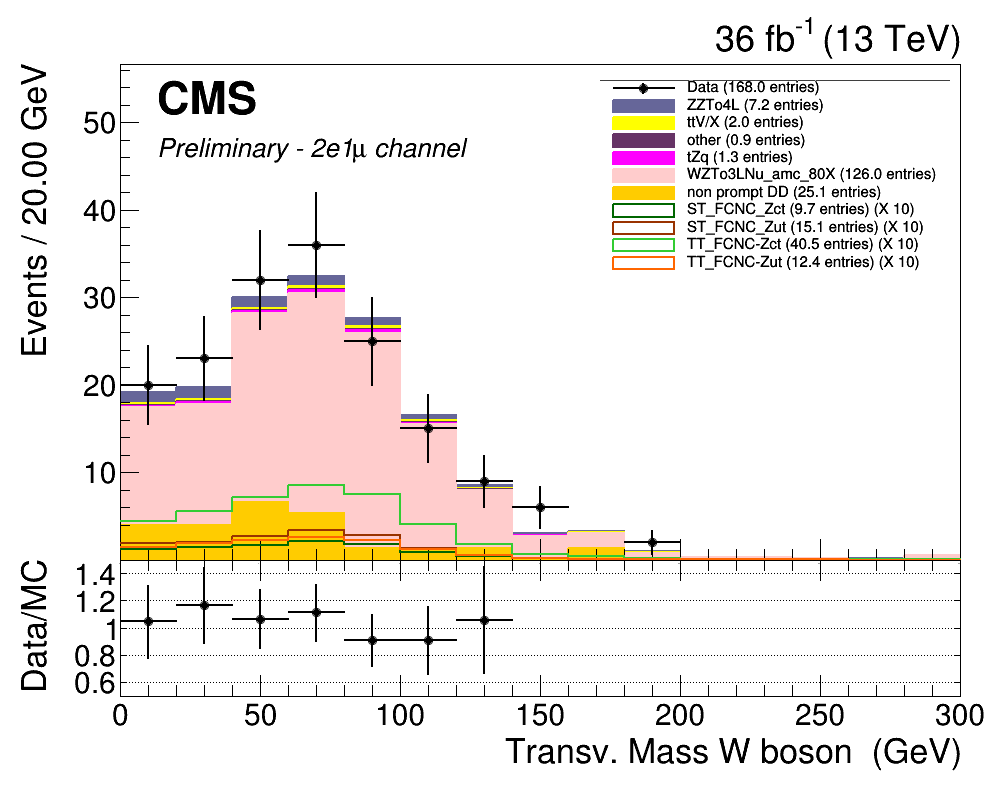 36 fb-1 (13 TeV)
CMS
Preliminary - 2e1μ channel
Data (168.0 entries)
ZZTo4L (7.2 entries)
ttV/X (2.0 entries)
other (0.9 entries)
tZq (1.3 entries)
WZTo3LNu_amc_80X (126.0 entries)
non prompt DD (25.1 entries)
ST_FCNC_Zct (9.7 entries) (X 10)
ST_FCNC_Zut (15.1 entries) (X 10)
TT_FCNC-Zct (40.5 entries) (X 10)
TT_FCNC-Zut (12.4 entries) (X 10)
Events / 20.00 GeV
50
40
30
20
10
Data/MC
1.4
1.2
1
0.8
0.6
0 50 100 150 200 250 300
Transv. Mass W boson (GeV)